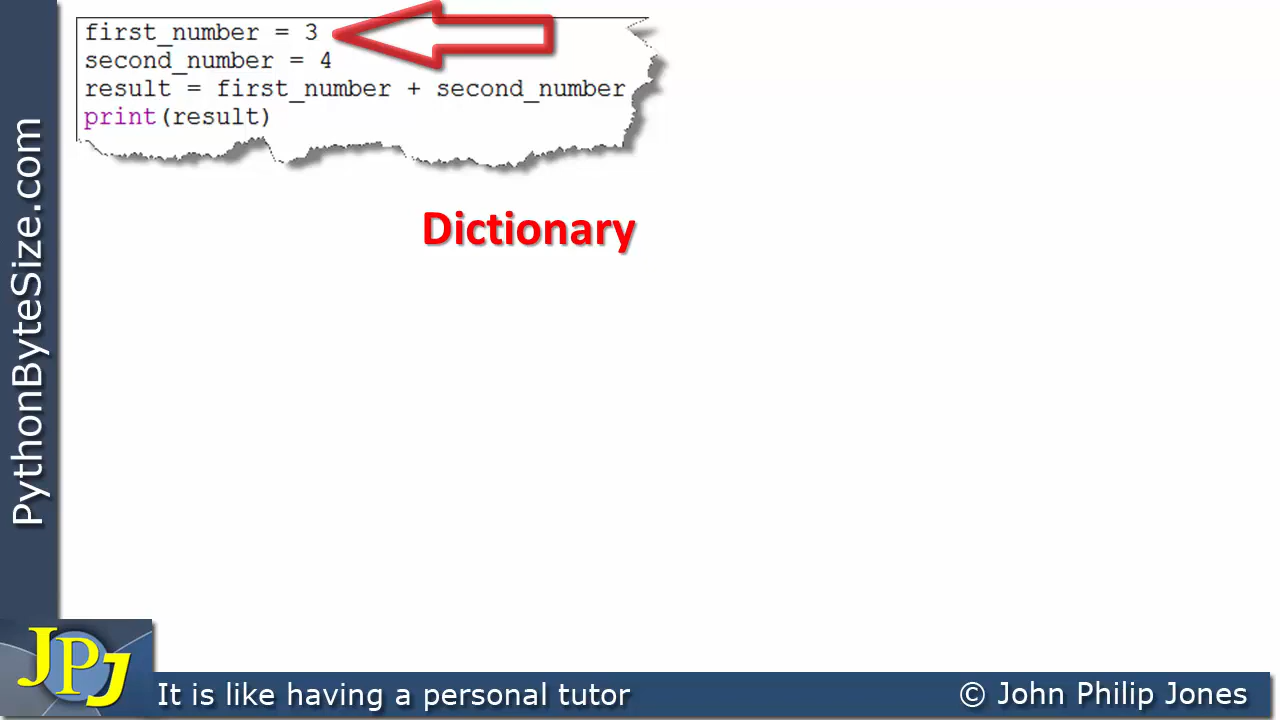 first_number = 3
second_number = 4
result = first_number + second_number
print(result)
Dictionary
PythonByteSize.com
JPJ
It is like having a personal tutor
© John Philip Jones